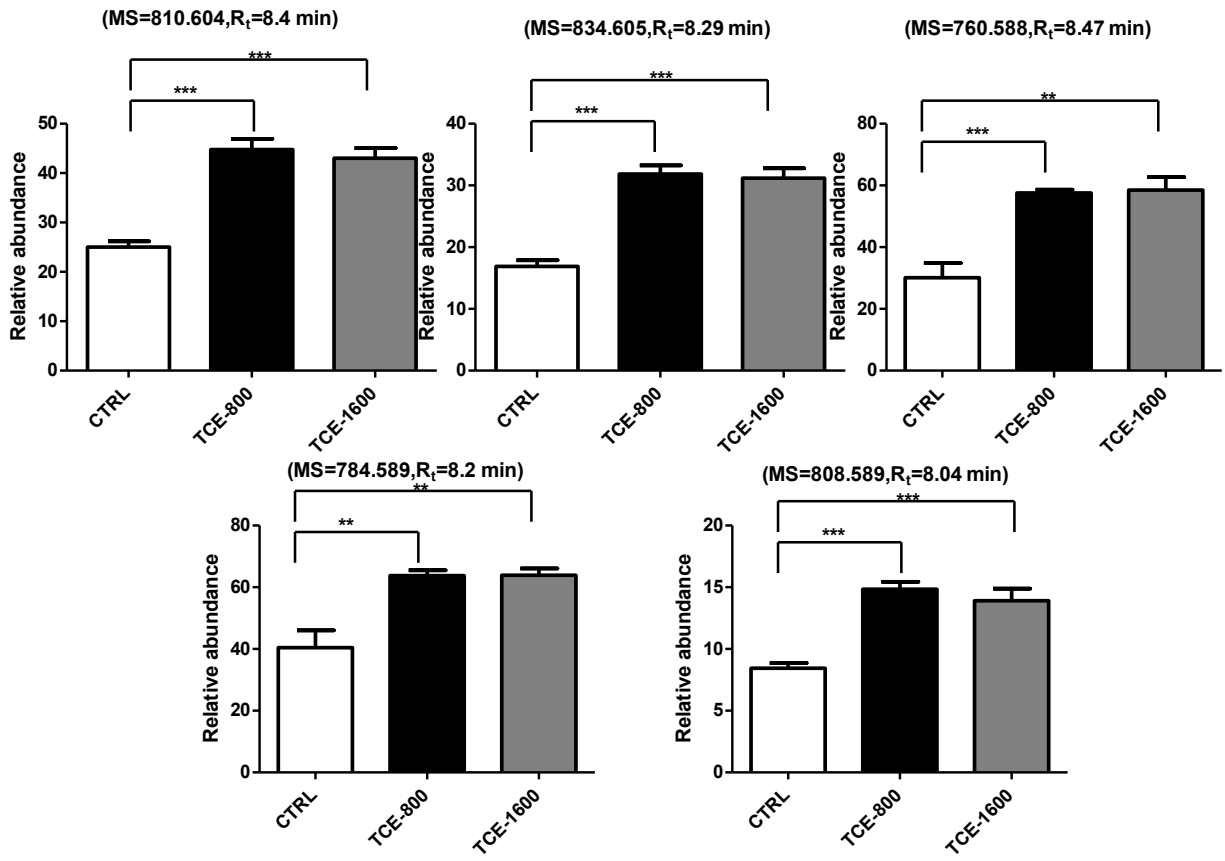 (MS=810.604,Rₜ=8.4 min)
***
***
50
40
30
20
10
0
Relative abundance
CTRL
TCE-800
TCE-1600
(MS=834.605,Rₜ=8.29 min)
***
***
40
30
20
10
0
Relative abundance
CTRL
TCE-800
TCE-1600
(MS=760.588,Rₜ=8.47 min)
**
***
80
60
40
20
0
Relative abundance
CTRL
TCE-800
TCE-1600
(MS=784.589,Rₜ=8.2 min)
**
**
80
60
40
20
0
Relative abundance
CTRL
TCE-800
TCE-1600
(MS=808.589,Rₜ=8.04 min)
***
***
20
15
10
5
0
Relative abundance
CTRL
TCE-800
TCE-1600